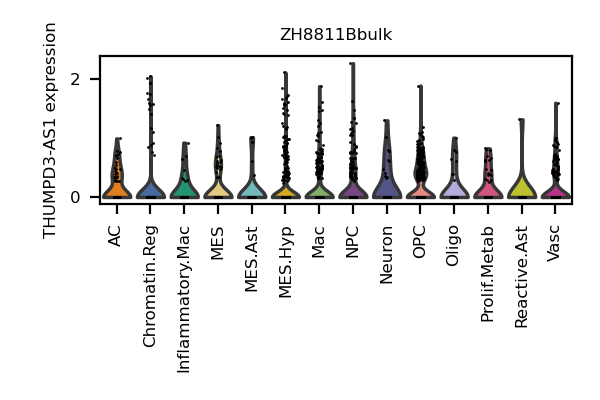 ZH8811Bbulk
THUMPD3-AS1 expression
2
0
AC
Chromatin.Reg
Inflammatory.Mac
MES
MES.Ast
MES.Hyp
Mac
NPC
Neuron
OPC
Oligo
Prolif.Metab
Reactive.Ast
Vasc